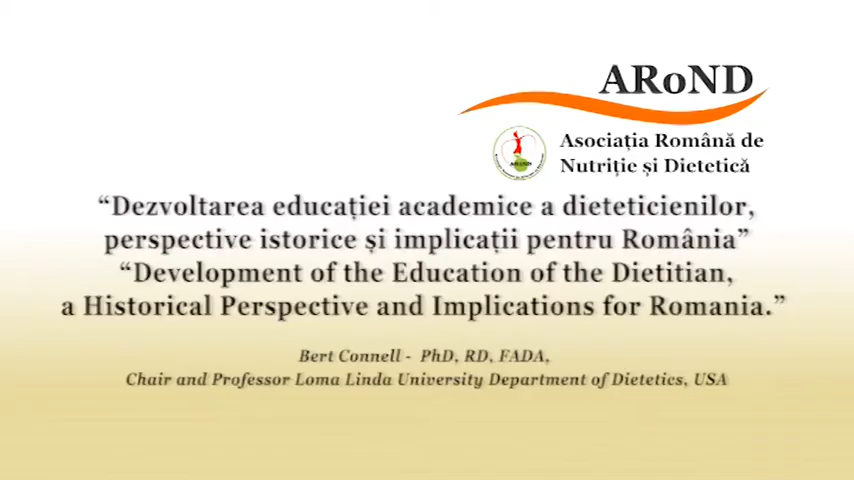 ARoND
Asociația Română de
Nutriție și Dietetică
“Dezvoltarea educației academice a dieteticienilor,
perspective istorice și implicații pentru România”
“Development of the Education of the Dietitian,
a Historical Perspective and Implications for Romania.”
Bert Connell - PhD, RD, FADA,
Chair and Professor Loma Linda University Department of Dietetics, USA